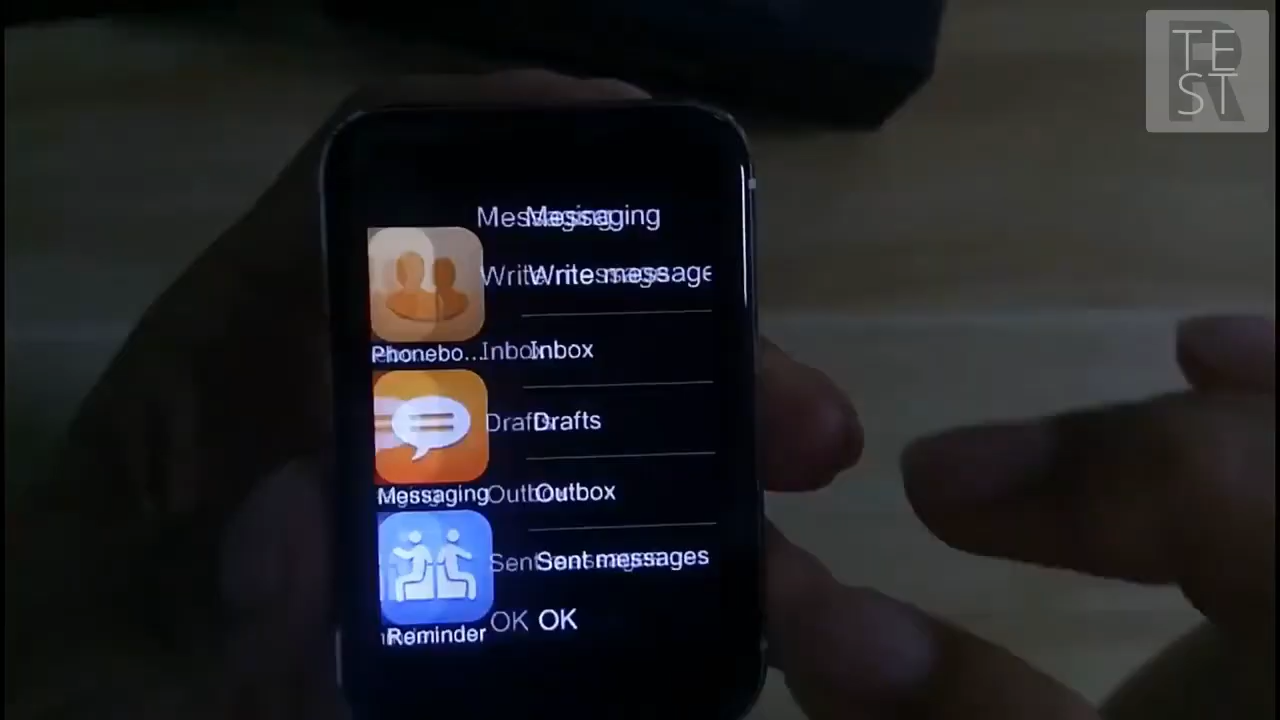 TE
ST
R
Messaging
Write message
Phonebo...
Inbox
Drafts
Messaging
Outbox
Sent messages
Reminder
OK